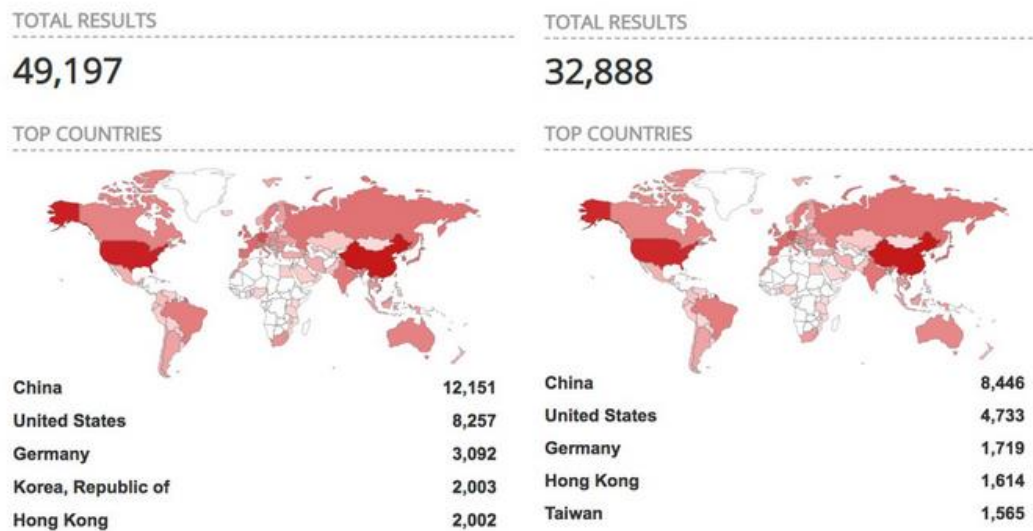 TOTAL RESULTS
49,197
TOP COUNTRIES
China 12,151
United States 8,257
Germany 3,092
Korea, Republic of 2,003
Hong Kong 2,002
TOTAL RESULTS
32,888
TOP COUNTRIES
China 8,446
United States 4,733
Germany 1,719
Hong Kong 1,614
Taiwan 1,565